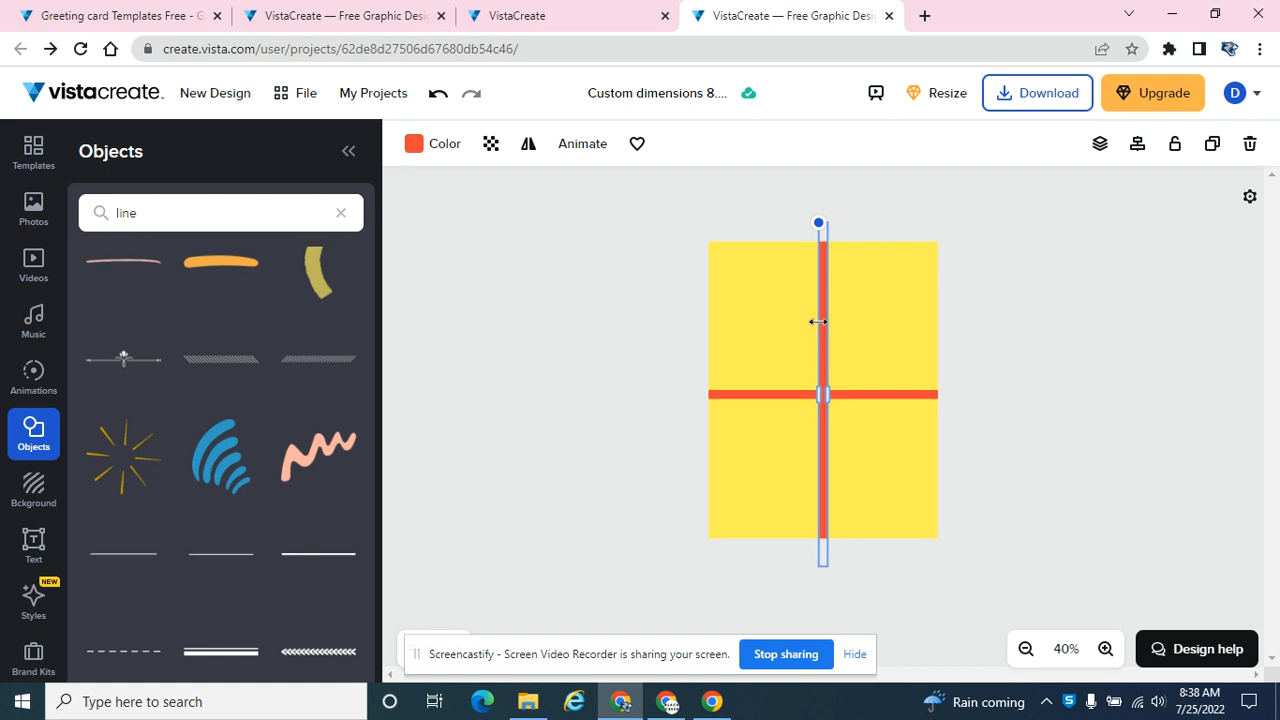 Greeting card Templates Free - G
VistaCreate — Free Graphic Desi
VistaCreate
VistaCreate — Free Graphic Desi
create.vista.com/user/projects/62de8d27506d67680db54c46/
vistacreate
New Design
File
My Projects
Custom dimensions 8....
Resize
Download
Upgrade
D
Objects
Color
Animate
line
Templates
Photos
Videos
Music
Animations
Objects
Bckground
Text
NEW
Styles
Brand Kits
Screencastify - Screen Video Recorder is sharing your screen.
Stop sharing
Hide
40%
Design help
Type here to search
Rain coming
8:38 AM
7/25/2022